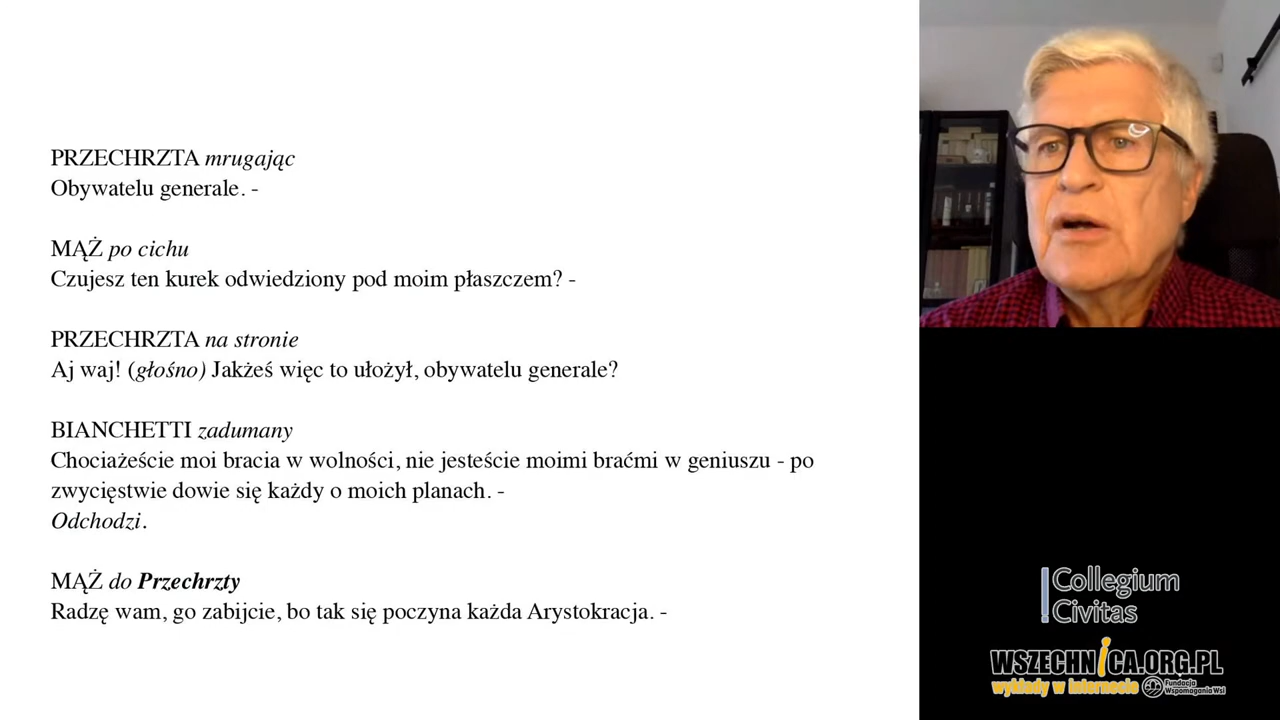 PRZECHRZTA mrugając
Obywatelu generale. -
MĄŻ po cichu
Czujesz ten kurek odwiedziony pod moim płaszczem? -
PRZECHRZTA na stronie
Aj waj! (głośno) Jakżeś więc to ułożył, obywatelu generale?
BIANCHETTI zadumany
Chociażeście moi bracia w wolności, nie jesteście moimi braćmi w geniuszu - po
zwycięstwie dowie się każdy o moich planach. -
Odchodzi.
MĄŻ do Przechrzty
Radzę wam, go zabijcie, bo tak się poczyna każda Arystokracja. -
Collegium
Civitas
WSZECHNICA.ORG.PL
wykłady w internecie
Fundacja
Wspomagania Wsi